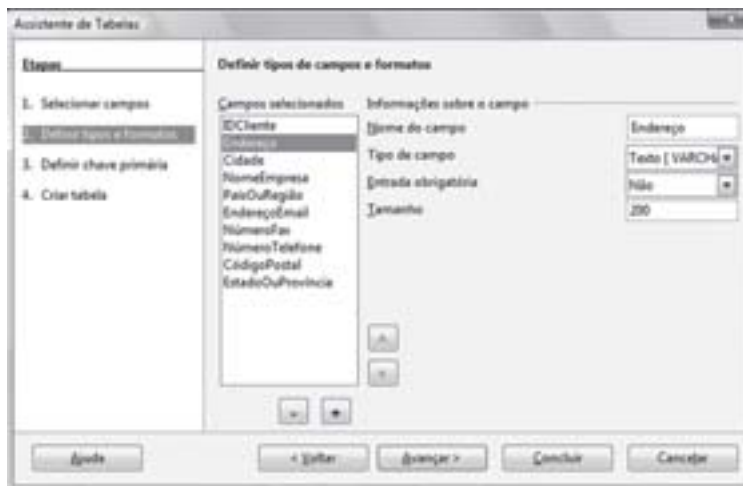 Assistente de Tabelas
Etapas
1. Selecionar campos
2. Definir tipos e formatos
3. Definir chave primária
4. Criar tabela
Definir tipos de campos e formatos
Campos selecionados
IDCliente
Endereço
Cidade
NomeEmpresa
PaísOuRegião
EndereçoEmail
NúmeroFax
NúmeroTelefone
CódigoPostal
EstadoOuProvíncia
- +
Informações sobre o campo
Nome do campo Endereço
Tipo de campo Texto [ VARCHA
Entrada obrigatória Não
Tamanho 200
Ajuda < Voltar Avançar > Concluir Cancelar